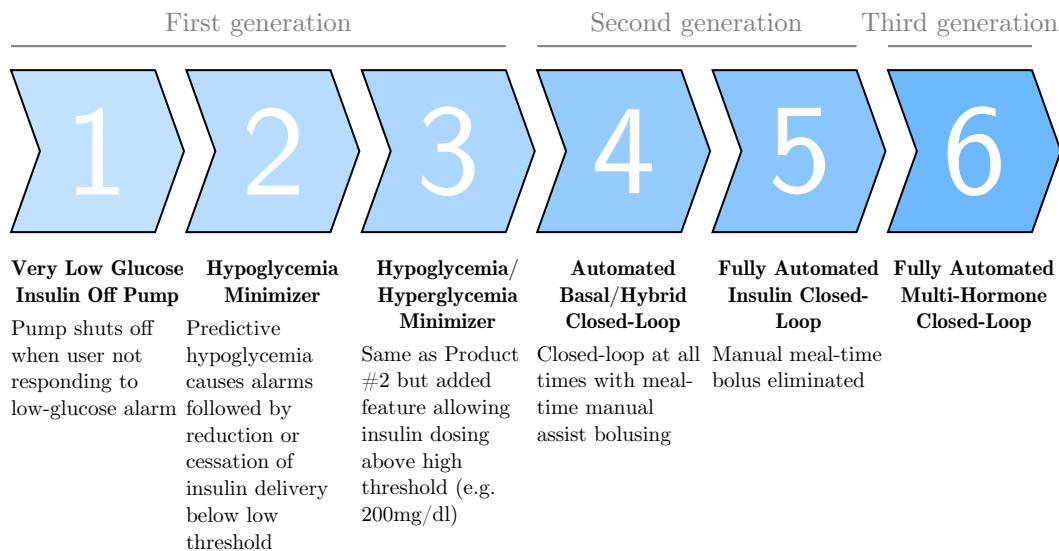 First generation
Second generation
Third generation
1
2
3
4
5
6
Very Low Glucose
Insulin Off Pump
Pump shuts off
when user not
responding to
low-glucose alarm
Hypoglycemia
Minimizer
Predictive
hypoglycemia
causes alarms
followed by
reduction or
cessation of
insulin delivery
below low
threshold
Hypoglycemia/
Hyperglycemia
Minimizer
Same as Product
#2 but added
feature allowing
insulin dosing
above high
threshold (e.g.
200mg/dl)
Automated
Basal/Hybrid
Closed-Loop
Closed-loop at all
times with meal-
time manual
assist bolusing
Fully Automated
Insulin Closed-
Loop
Manual meal-time
bolus eliminated
Fully Automated
Multi-Hormone
Closed-Loop